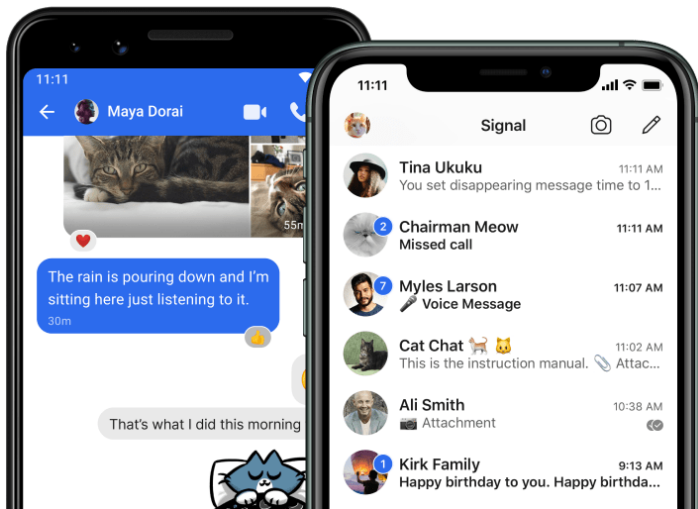 11:11
Maya Dorai
The rain is pouring down and I'm
sitting here just listening to it.
30m
That's what I did this morning
11:11
Signal
Tina Ukuku
11:11 AM
You set disappearing message time to 1...
2
Chairman Meow
11:11 AM
Missed call
7
Myles Larson
11:07 AM
Voice Message
Cat Chat
11:02 AM
This is the instruction manual. Attac...
Ali Smith
10:38 AM
Attachment
1
Kirk Family
9:13 AM
Happy birthday to you. Happy birthda...